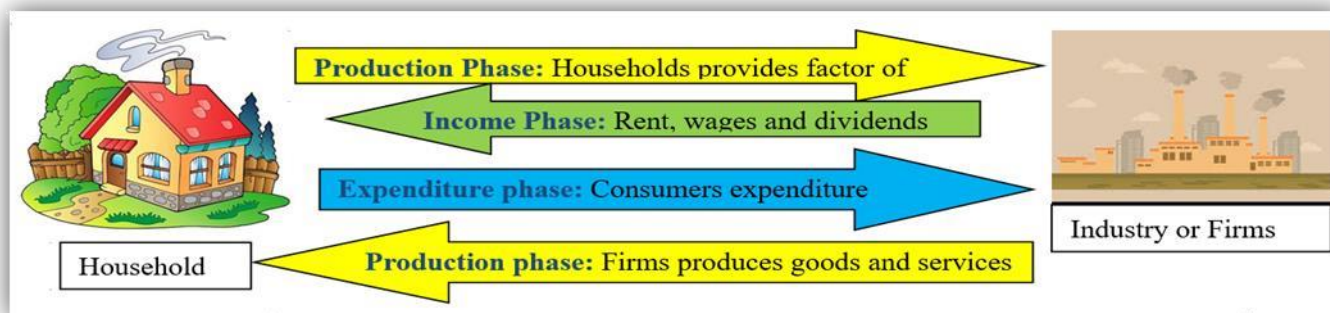 Production Phase: Households provides factor of
Income Phase: Rent, wages and dividends
Expenditure phase: Consumers expenditure
Industry or Firms
Household
Production phase: Firms produces goods and services